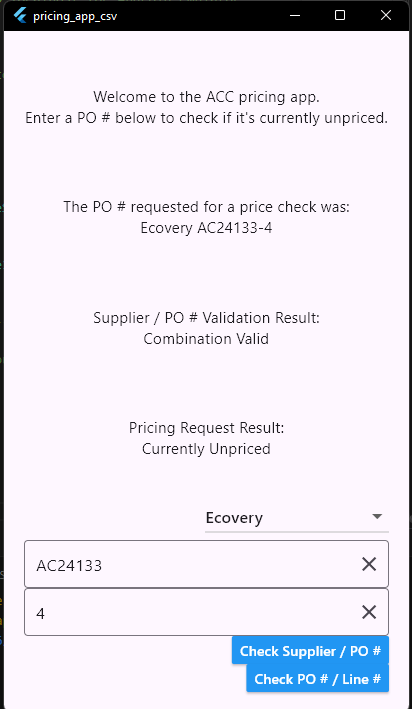 pricing_app_csv
Welcome to the ACC pricing app.
Enter a PO # below to check if it's currently unpriced.
The PO # requested for a price check was:
Ecovery AC24133-4
Supplier / PO # Validation Result:
Combination Valid
Pricing Request Result:
Currently Unpriced
Ecovery
AC24133
4
Check Supplier / PO #
Check PO # / Line #